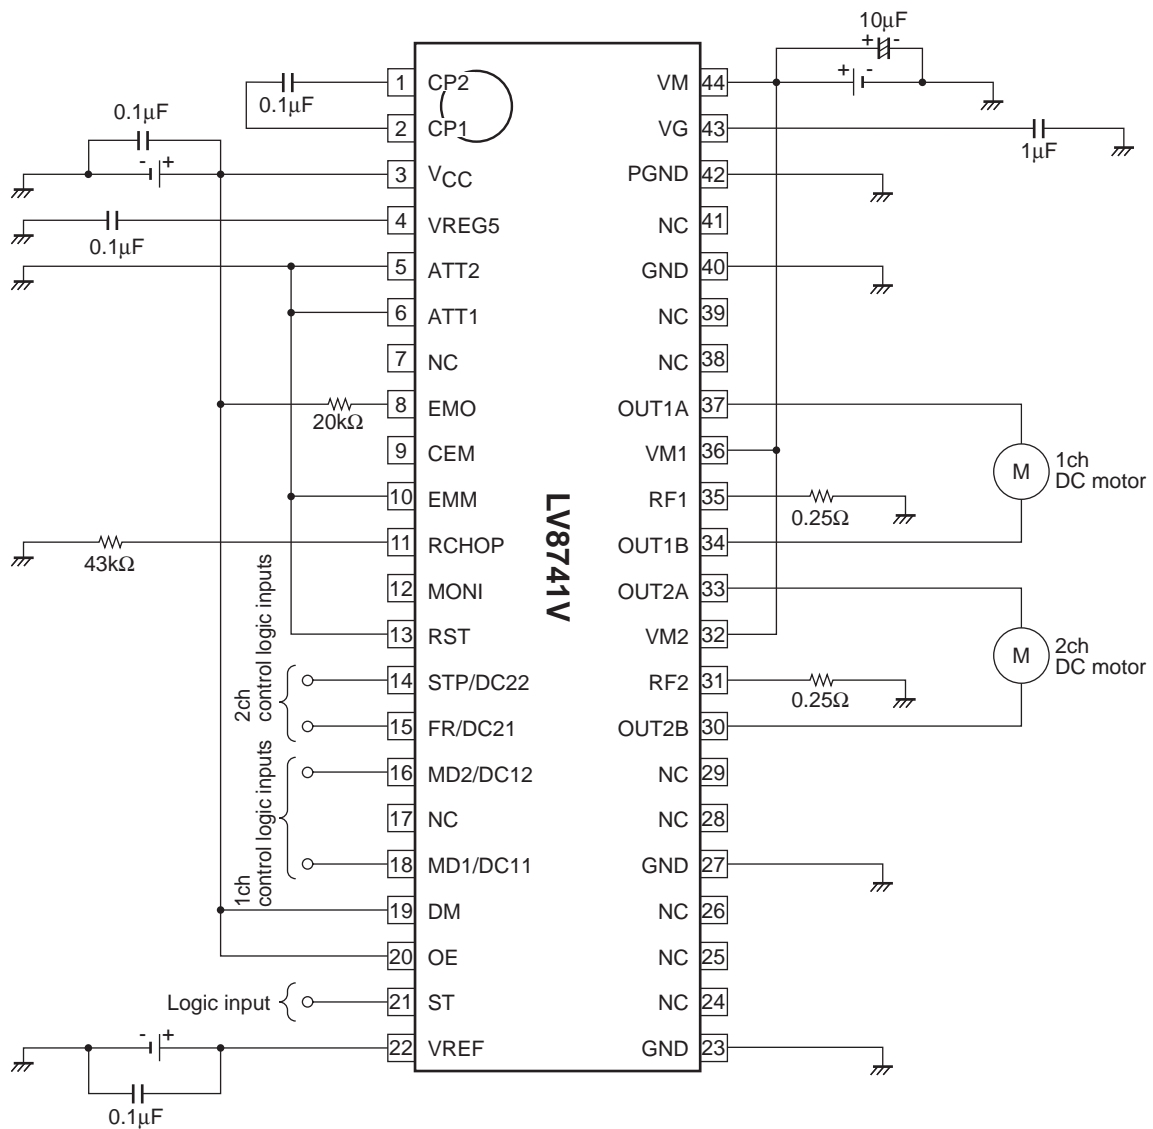 10μF
+ -
1 CP2
0.1μF
VM 44
+ -
0.1μF
2 CP1
VG 43
1μF
- +
3 VCC
PGND 42
4 VREG5
0.1μF
NC 41
5 ATT2
GND 40
6 ATT1
NC 39
7 NC
NC 38
8 EMO
20kΩ
OUT1A 37
9 CEM
VM1 36
M
1ch
DC motor
10 EMM
RF1 35
0.25Ω
11 RCHOP
43kΩ
OUT1B 34
LV8741V
12 MONI
OUT2A 33
13 RST
VM2 32
M
2ch
DC motor
2ch
control logic inputs
14 STP/DC22
RF2 31
0.25Ω
15 FR/DC21
OUT2B 30
1ch
control logic inputs
16 MD2/DC12
NC 29
17 NC
NC 28
18 MD1/DC11
GND 27
19 DM
NC 26
20 OE
NC 25
Logic input
21 ST
NC 24
- +
22 VREF
GND 23
0.1μF